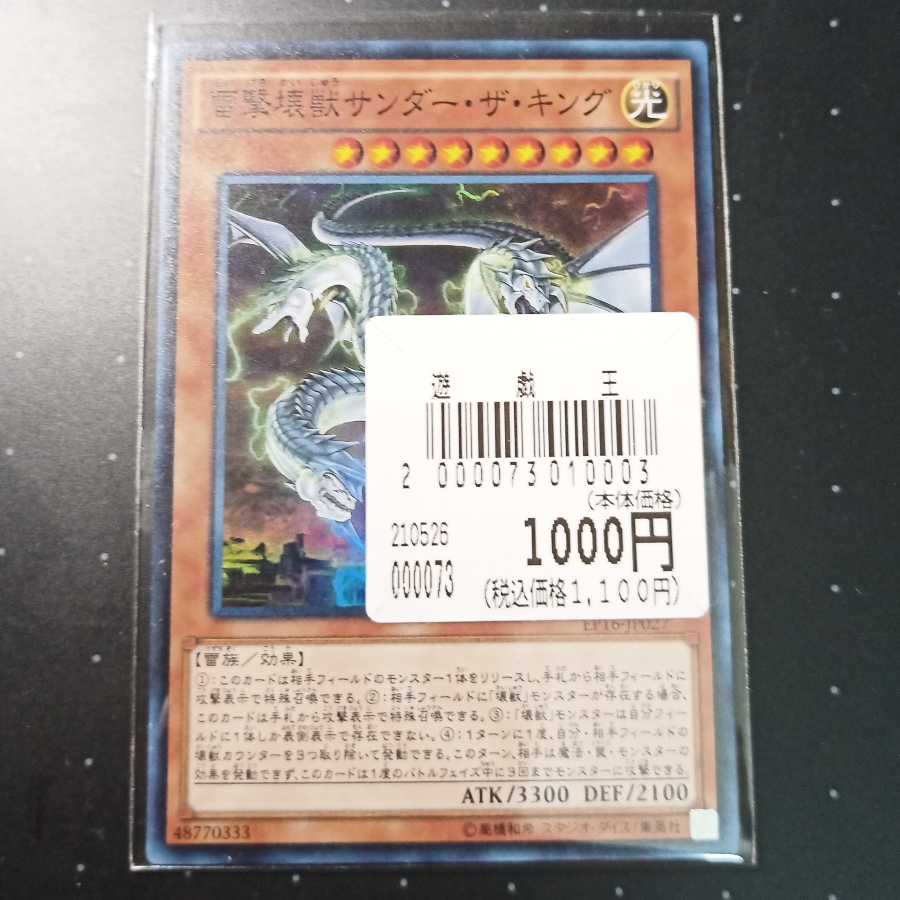 雷撃壊獣サンダー・ザ・キング
光
遊 戯 王
2 000073 010003
(本体価格)
210526
1000円
000073
(税込価格1,100円)
EP16-JP027
【雷族/効果】
①:このカードは相手フィールドのモンスター1体をリリースし、手札から相手フィールドに
攻撃表示で特殊召喚できる。②:相手フィールドに「壊獣」モンスターが存在する場合、
このカードは手札から攻撃表示で特殊召喚できる。③:「壊獣」モンスターは自分フィー
ルドに1体しか表側表示で存在できない。④:1ターンに1度、自分・相手フィールドの
壊獣カウンターを3つ取り除いて発動できる。このターン、相手は魔法・罠・モンスターの
効果を発動できず、このカードは1度のバトルフェイズ中に3回までモンスターに攻撃できる。
ATK/3300 DEF/2100
48770333
©高橋和希 スタジオ・ダイス/集英社